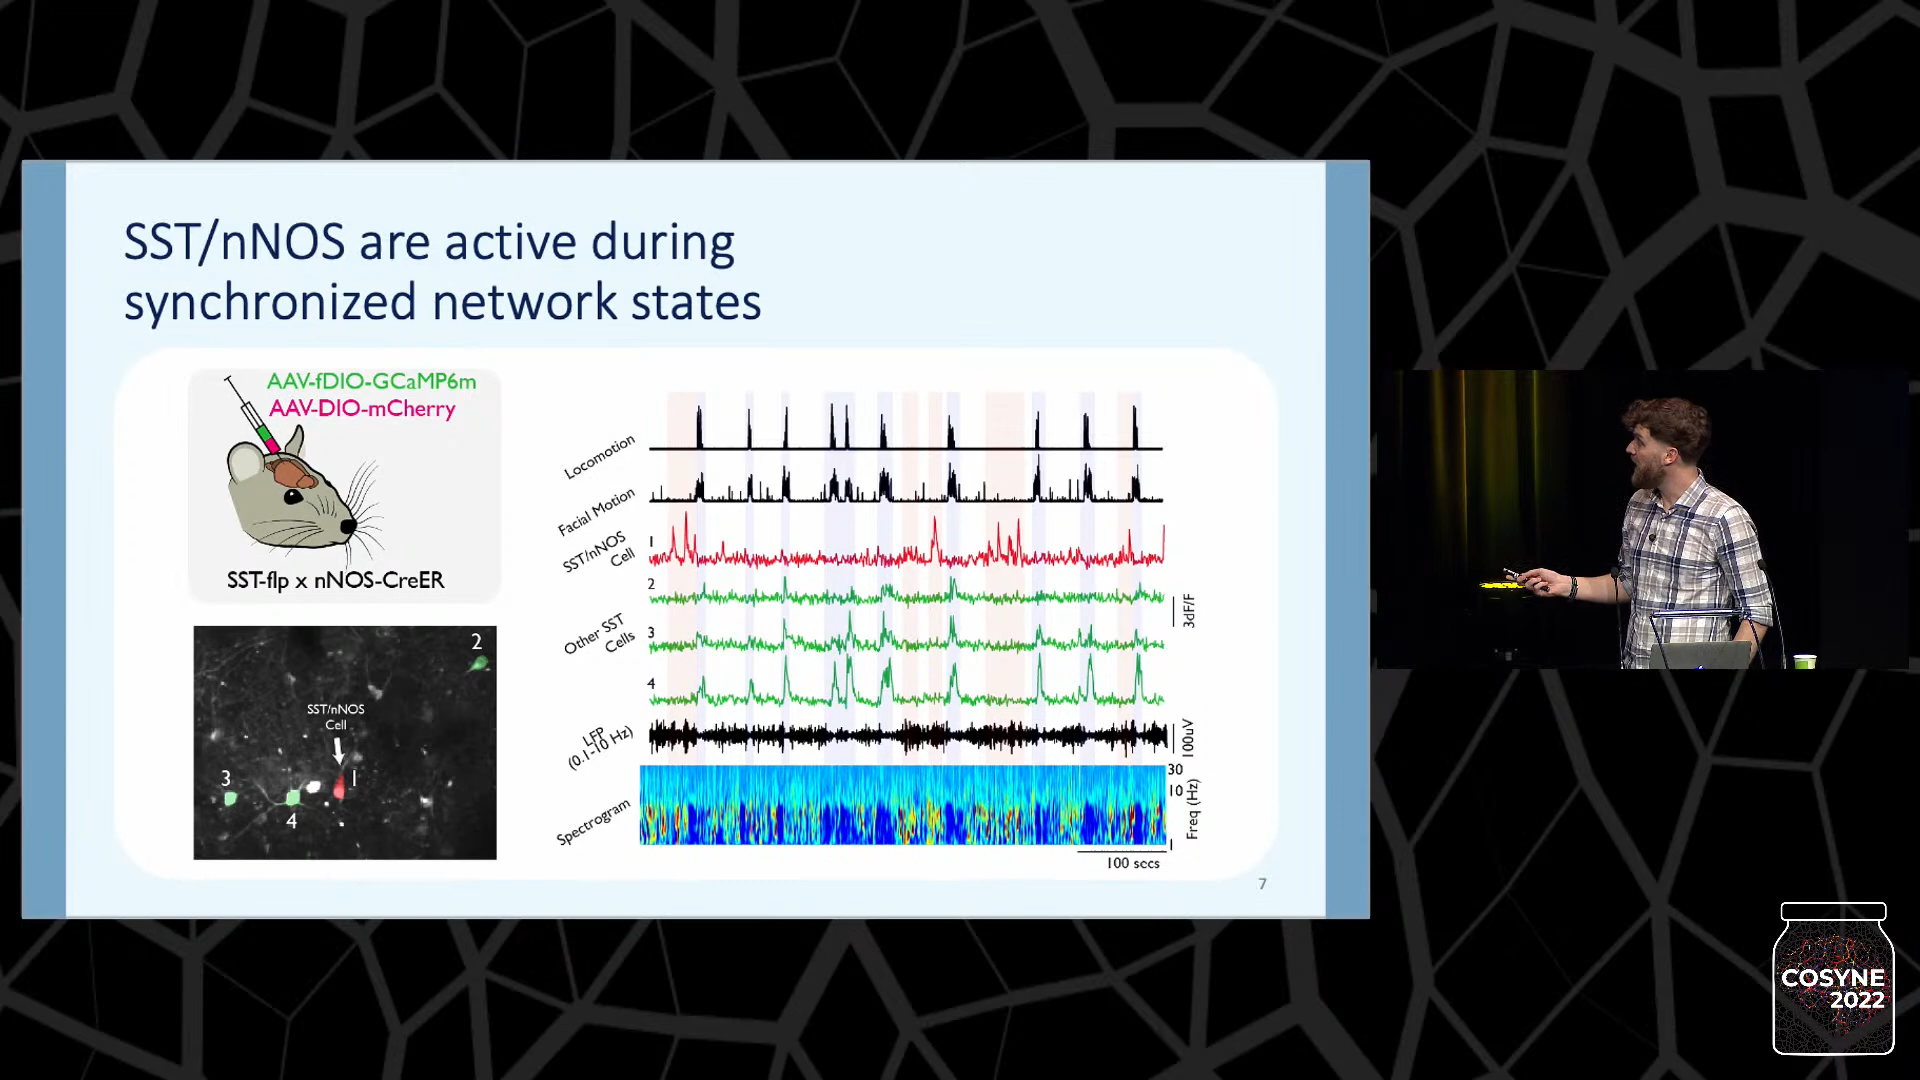 SST/nNOS are active during
synchronized network states
AAV-fDIO-GCaMP6m
AAV-DIO-mCherry
SST-flp x nNOS-CreER
2
SST/nNOS
Cell
3
1
4
Locomotion
Facial Motion
SST/nNOS
Cell
1
2
Other SST
Cells
3
4
3dF/F
LFP
(0.1-10 Hz)
100uV
Spectrogram
30
10
1
Freq (Hz)
100 secs
7
COSYNE
2022